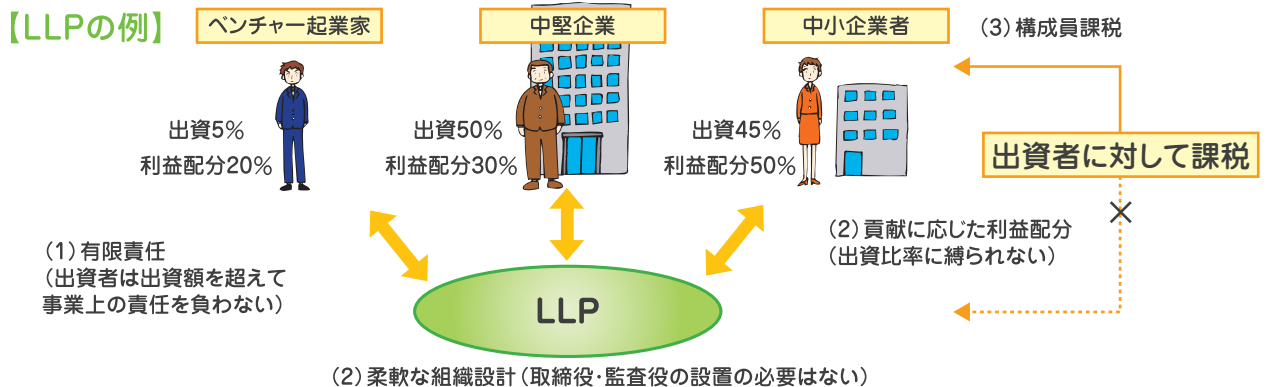 【LLPの例】
ベンチャー起業家
中堅企業
中小企業者
（3）構成員課税
出資5%
利益配分20%
出資50%
利益配分30%
出資45%
利益配分50%
出資者に対して課税
（1）有限責任
（出資者は出資額を超えて
事業上の責任を負わない）
（2）貢献に応じた利益配分
（出資比率に縛られない）
LLP
（2）柔軟な組織設計（取締役・監査役の設置の必要はない）